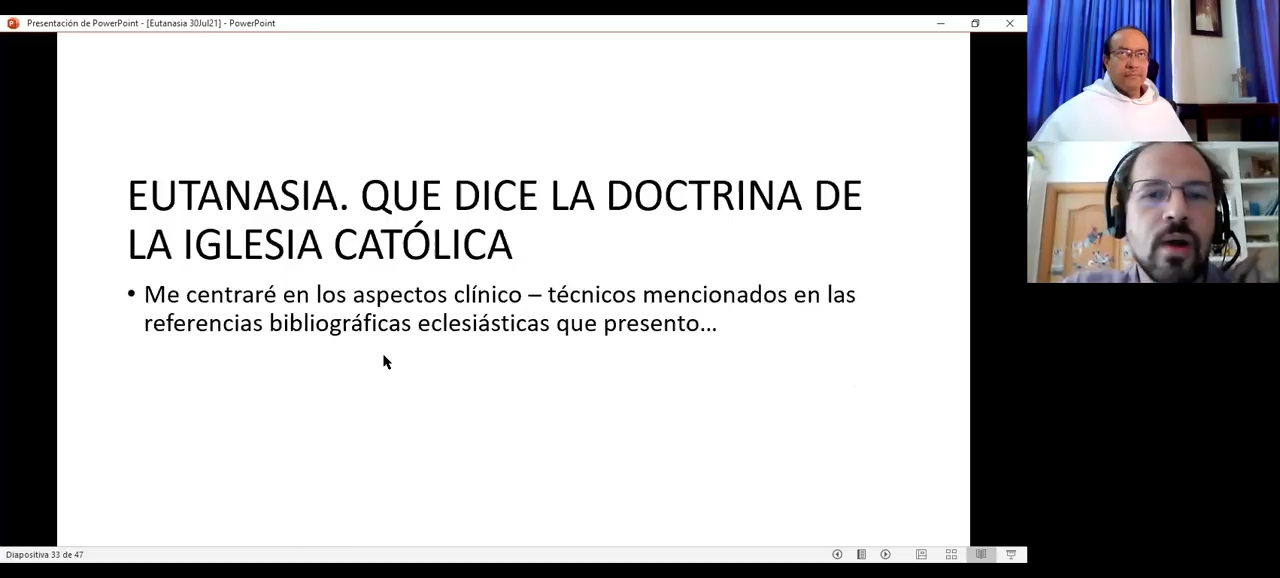 Presentación de PowerPoint - [Eutanasia 30Jul21] - PowerPoint
EUTANASIA. QUE DICE LA DOCTRINA DE
LA IGLESIA CATÓLICA
• Me centraré en los aspectos clínico – técnicos mencionados en las
referencias bibliográficas eclesiásticas que presento...
Diapositiva 33 de 47